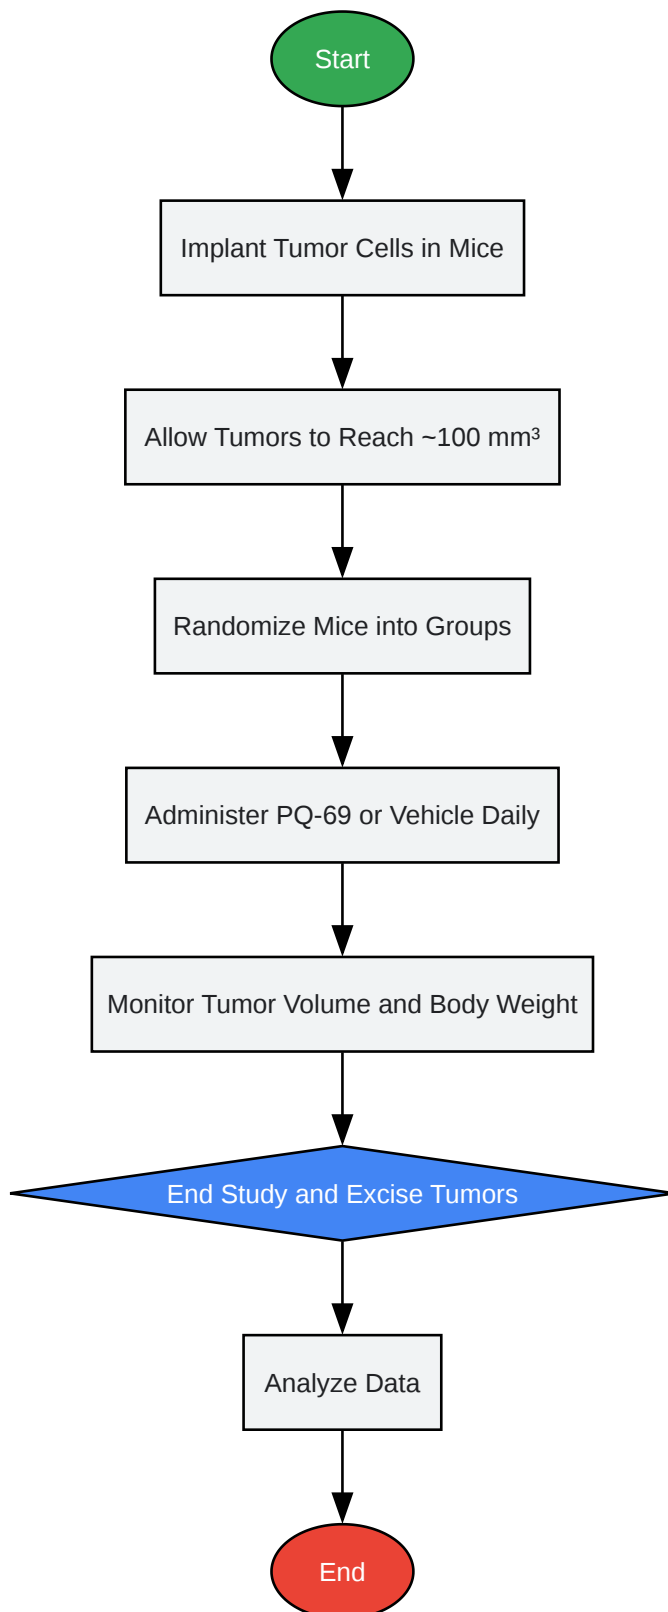 Start
Implant Tumor Cells in Mice
Allow Tumors to Reach ~100 mm³
Randomize Mice into Groups
Administer PQ-69 or Vehicle Daily
Monitor Tumor Volume and Body Weight
End Study and Excise Tumors
Analyze Data
End